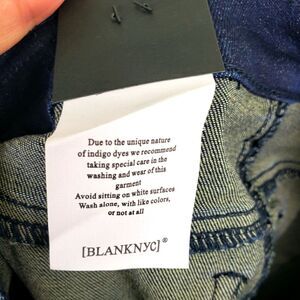 Due to the unique nature
of indigo dyes we recommend
taking special care in the
washing and wear of this
garment
Avoid sitting on white surfaces
Wash alone, with like colors,
or not at all
[BLANKNYC]®